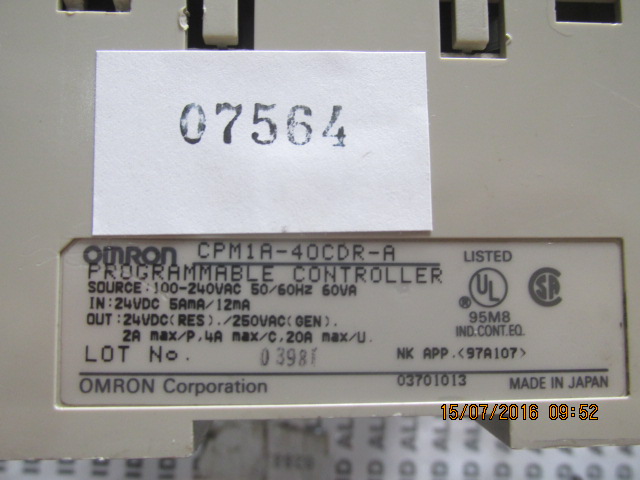 07564
OMRON CPM1A-40CDR-A
PROGRAMMABLE CONTROLLER
SOURCE:100-240VAC 50/60Hz 60VA
IN:24VDC 5mA/12mA
OUT:24VDC(RES)./250VAC(GEN).
2A max/P,4A max/C,20A max/U.
LOT No.
LISTED
UL
®
SA
95M8
IND.CONT.EQ.
NK APP.<97A107>
OMRON Corporation
03701013
MADE IN JAPAN
15/07/2016 09:52